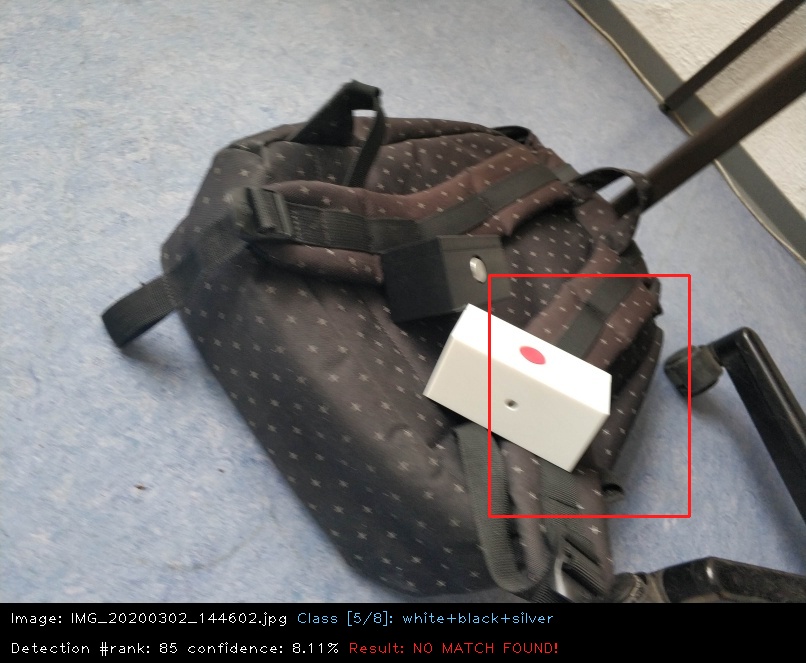 Image: IMG_20200302_144602.jpg Class [5/8]: white+black+silver
Detection #rank: 85 confidence: 8.11% Result: NO MATCH FOUND!